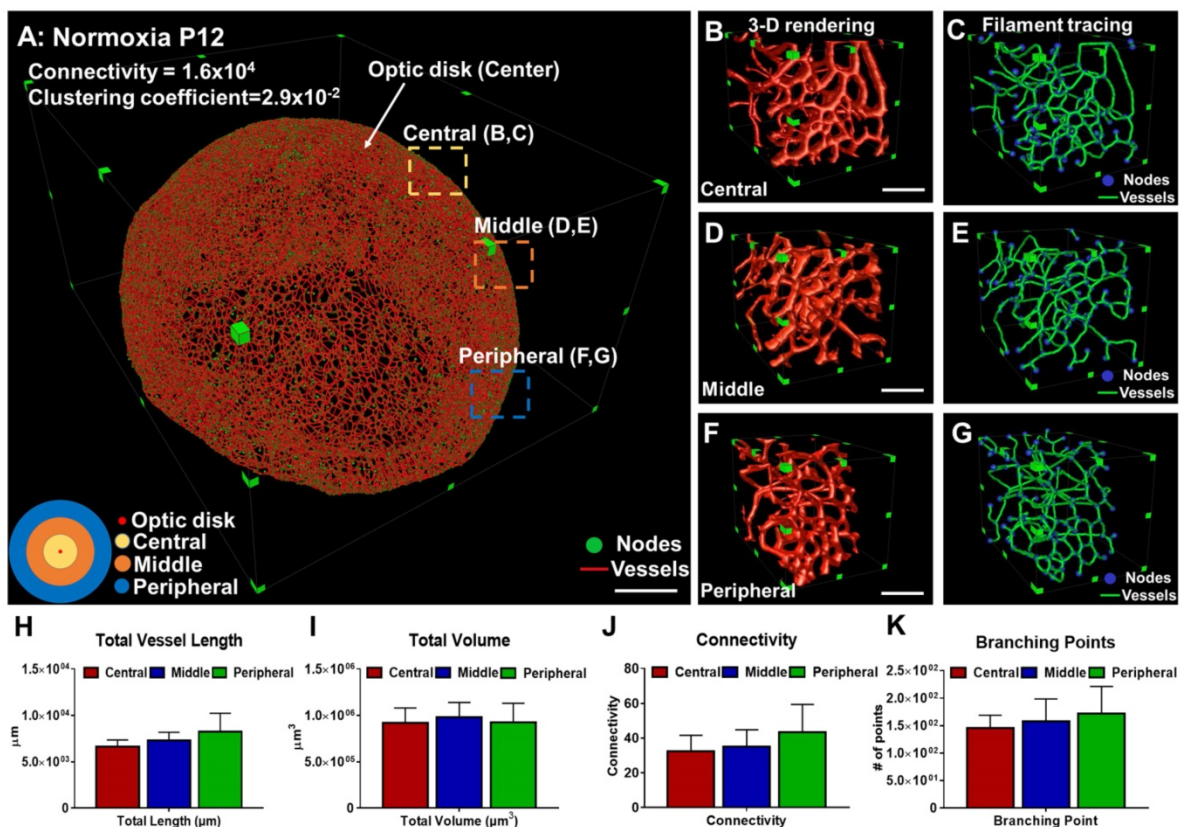 A: Normoxia P12
Connectivity = 1.6x10⁴
Clustering coefficient=2.9x10⁻²
Optic disk (Center)
Central (B,C)
Middle (D,E)
Peripheral (F,G)
Optic disk
Central
Middle
Peripheral
Nodes
Vessels
B
3-D rendering
Central
C
Filament tracing
Nodes
Vessels
D
Middle
E
Nodes
Vessels
F
Peripheral
G
Nodes
Vessels
H
Total Vessel Length
Central Middle Peripheral
1.5×10⁰⁴
1.0×10⁰⁴
5.0×10⁰³
0
μm
Total Length (μm)
I
Total Volume
Central Middle Peripheral
1.5×10⁰⁶
1.0×10⁰⁶
5.0×10⁰⁵
0
μm³
Total Volume (μm³)
J
Connectivity
Central Middle Peripheral
80
60
40
20
0
Connectivity
Connectivity
K
Branching Points
Central Middle Peripheral
2.5×10⁰²
2.0×10⁰²
1.5×10⁰²
1.0×10⁰²
5.0×10⁰¹
0
# of points
Branching Point